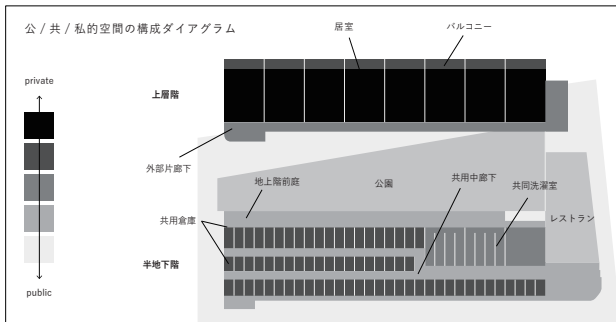 公 / 共 / 私的空間の構成ダイアグラム
居室
バルコニー
private
上層階
外部片廊下
地上階前庭
公園
共用中廊下
共同洗濯室
共用倉庫
レストラン
半地下階
public